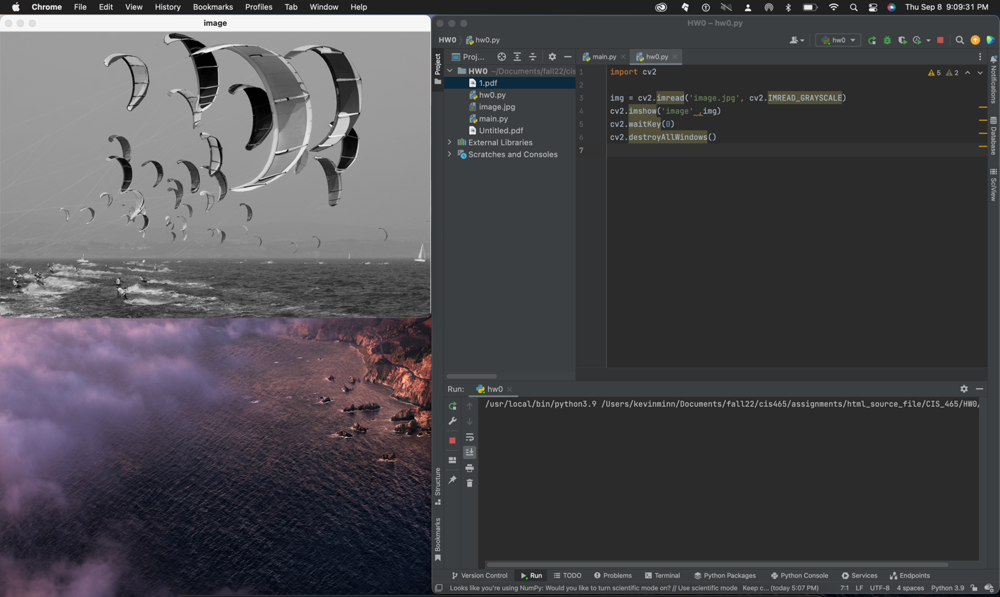 Chrome File Edit View History Bookmarks Profiles Tab Window Help Thu Sep 8 9:09:31 PM
image
HW0 – hw0.py
HW0 hw0.py
hw0
Project
Proj...
main.py
hw0.py
Notifications
Database
SciView
HW0 ~/Documents/fall22/cis
1.pdf
hw0.py
image.jpg
main.py
Untitled.pdf
External Libraries
Scratches and Consoles
5 2
1 import cv2
2
3 img = cv2.imread('image.jpg', cv2.IMREAD_GRAYSCALE)
4 cv2.imshow('image' ,img)
5 cv2.waitKey(0)
6 cv2.destroyAllWindows()
7
Run: hw0
/usr/local/bin/python3.9 /Users/kevinminn/Documents/fall22/cis465/assignments/html_source_file/CIS_465/HW0/
Structure
Bookmarks
Version Control Run TODO Problems Terminal Python Packages Python Console Services Endpoints
Looks like you're using NumPy: Would you like to turn scientific mode on? // Use scientific mode Keep c... (today 5:07 PM) 7:1 LF UTF-8 4 spaces Python 3.9